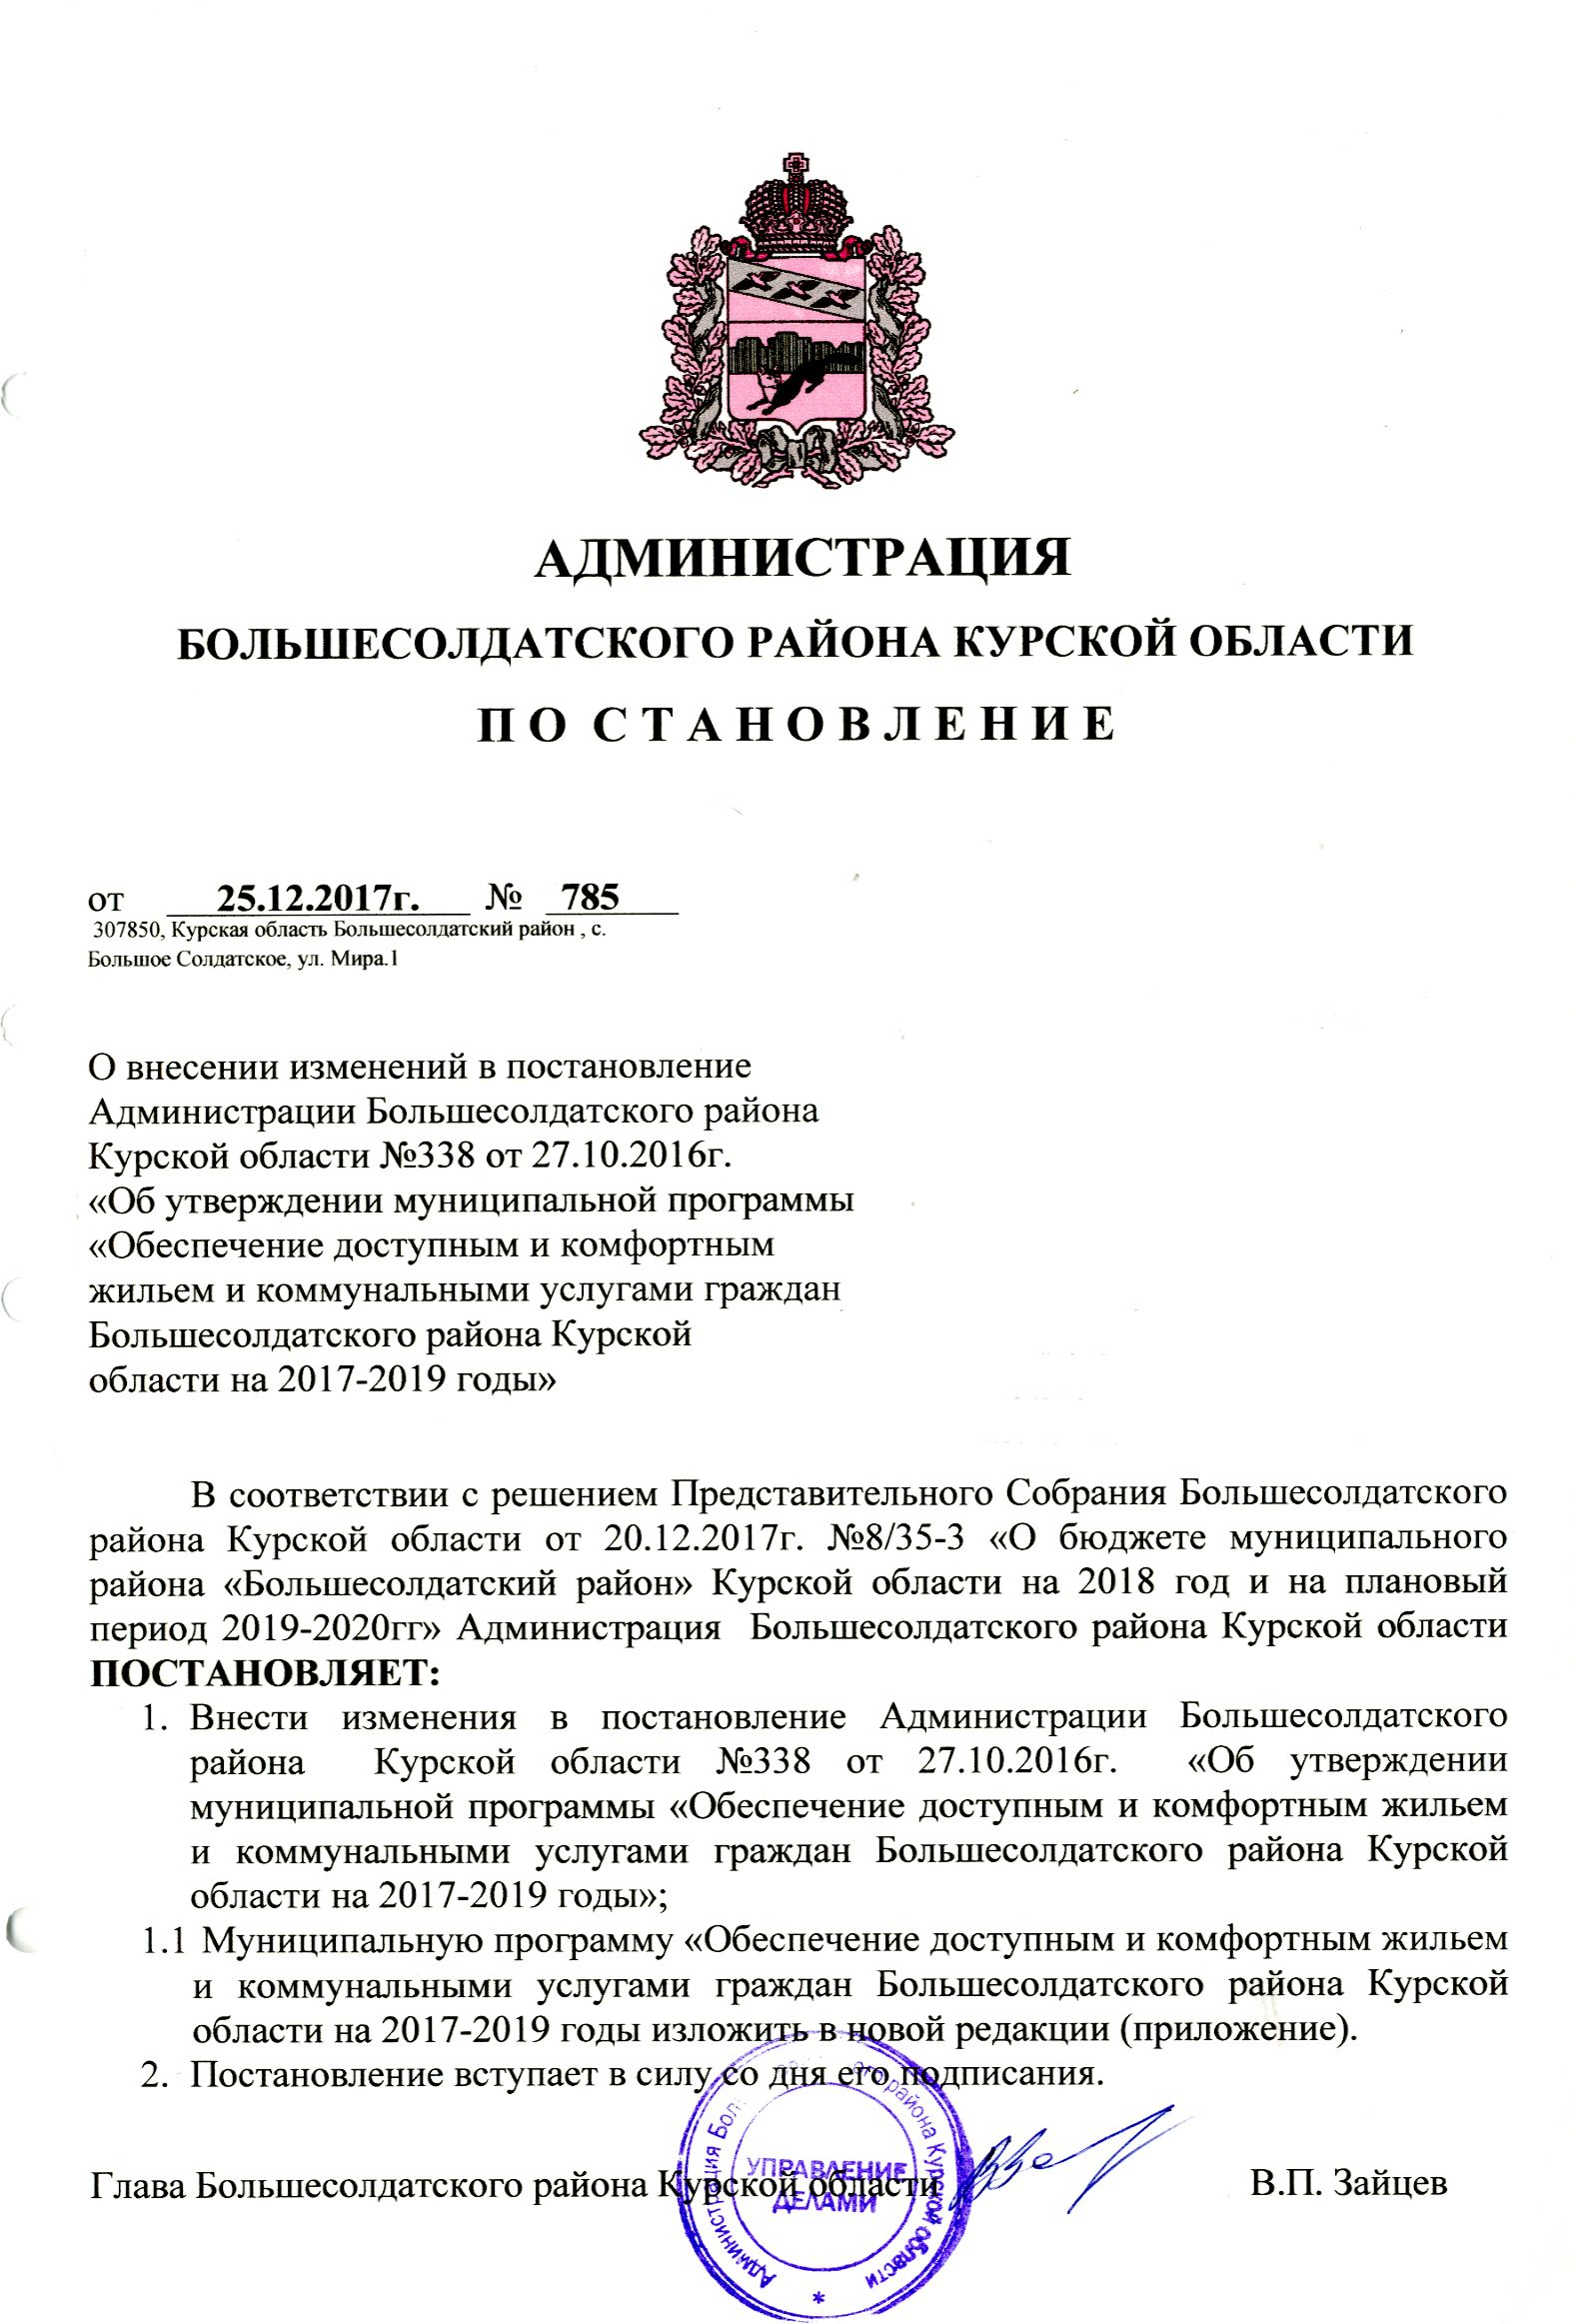 АДМИНИСТРАЦИЯ
БОЛЬШЕСОЛДАТСКОГО РАЙОНА КУРСКОЙ ОБЛАСТИ
П О С Т А Н О В Л Е Н И Е
от 25.12.2017г. № 785
307850, Курская область Большесолдатский район , с.
Большое Солдатское, ул. Мира.1
О внесении изменений в постановление
Администрации Большесолдатского района
Курской области №338 от 27.10.2016г.
«Об утверждении муниципальной программы
«Обеспечение доступным и комфортным
жильем и коммунальными услугами граждан
Большесолдатского района Курской
области на 2017-2019 годы»
В соответствии с решением Представительного Собрания Большесолдатского
района Курской области от 20.12.2017г. №8/35-3 «О бюджете муниципального
района «Большесолдатский район» Курской области на 2018 год и на плановый
период 2019-2020гг» Администрация Большесолдатского района Курской области
ПОСТАНОВЛЯЕТ:
1. Внести изменения в постановление Администрации Большесолдатского
района Курской области №338 от 27.10.2016г. «Об утверждении
муниципальной программы «Обеспечение доступным и комфортным жильем
и коммунальными услугами граждан Большесолдатского района Курской
области на 2017-2019 годы»;
1.1 Муниципальную программу «Обеспечение доступным и комфортным жильем
и коммунальными услугами граждан Большесолдатского района Курской
области на 2017-2019 годы изложить в новой редакции (приложение).
2. Постановление вступает в силу со дня его подписания.
Глава Большесолдатского района Курской области В.П. Зайцев
Администрация
района Курской области
УПРАВЛЕНИЕ
ДЕЛАМИ